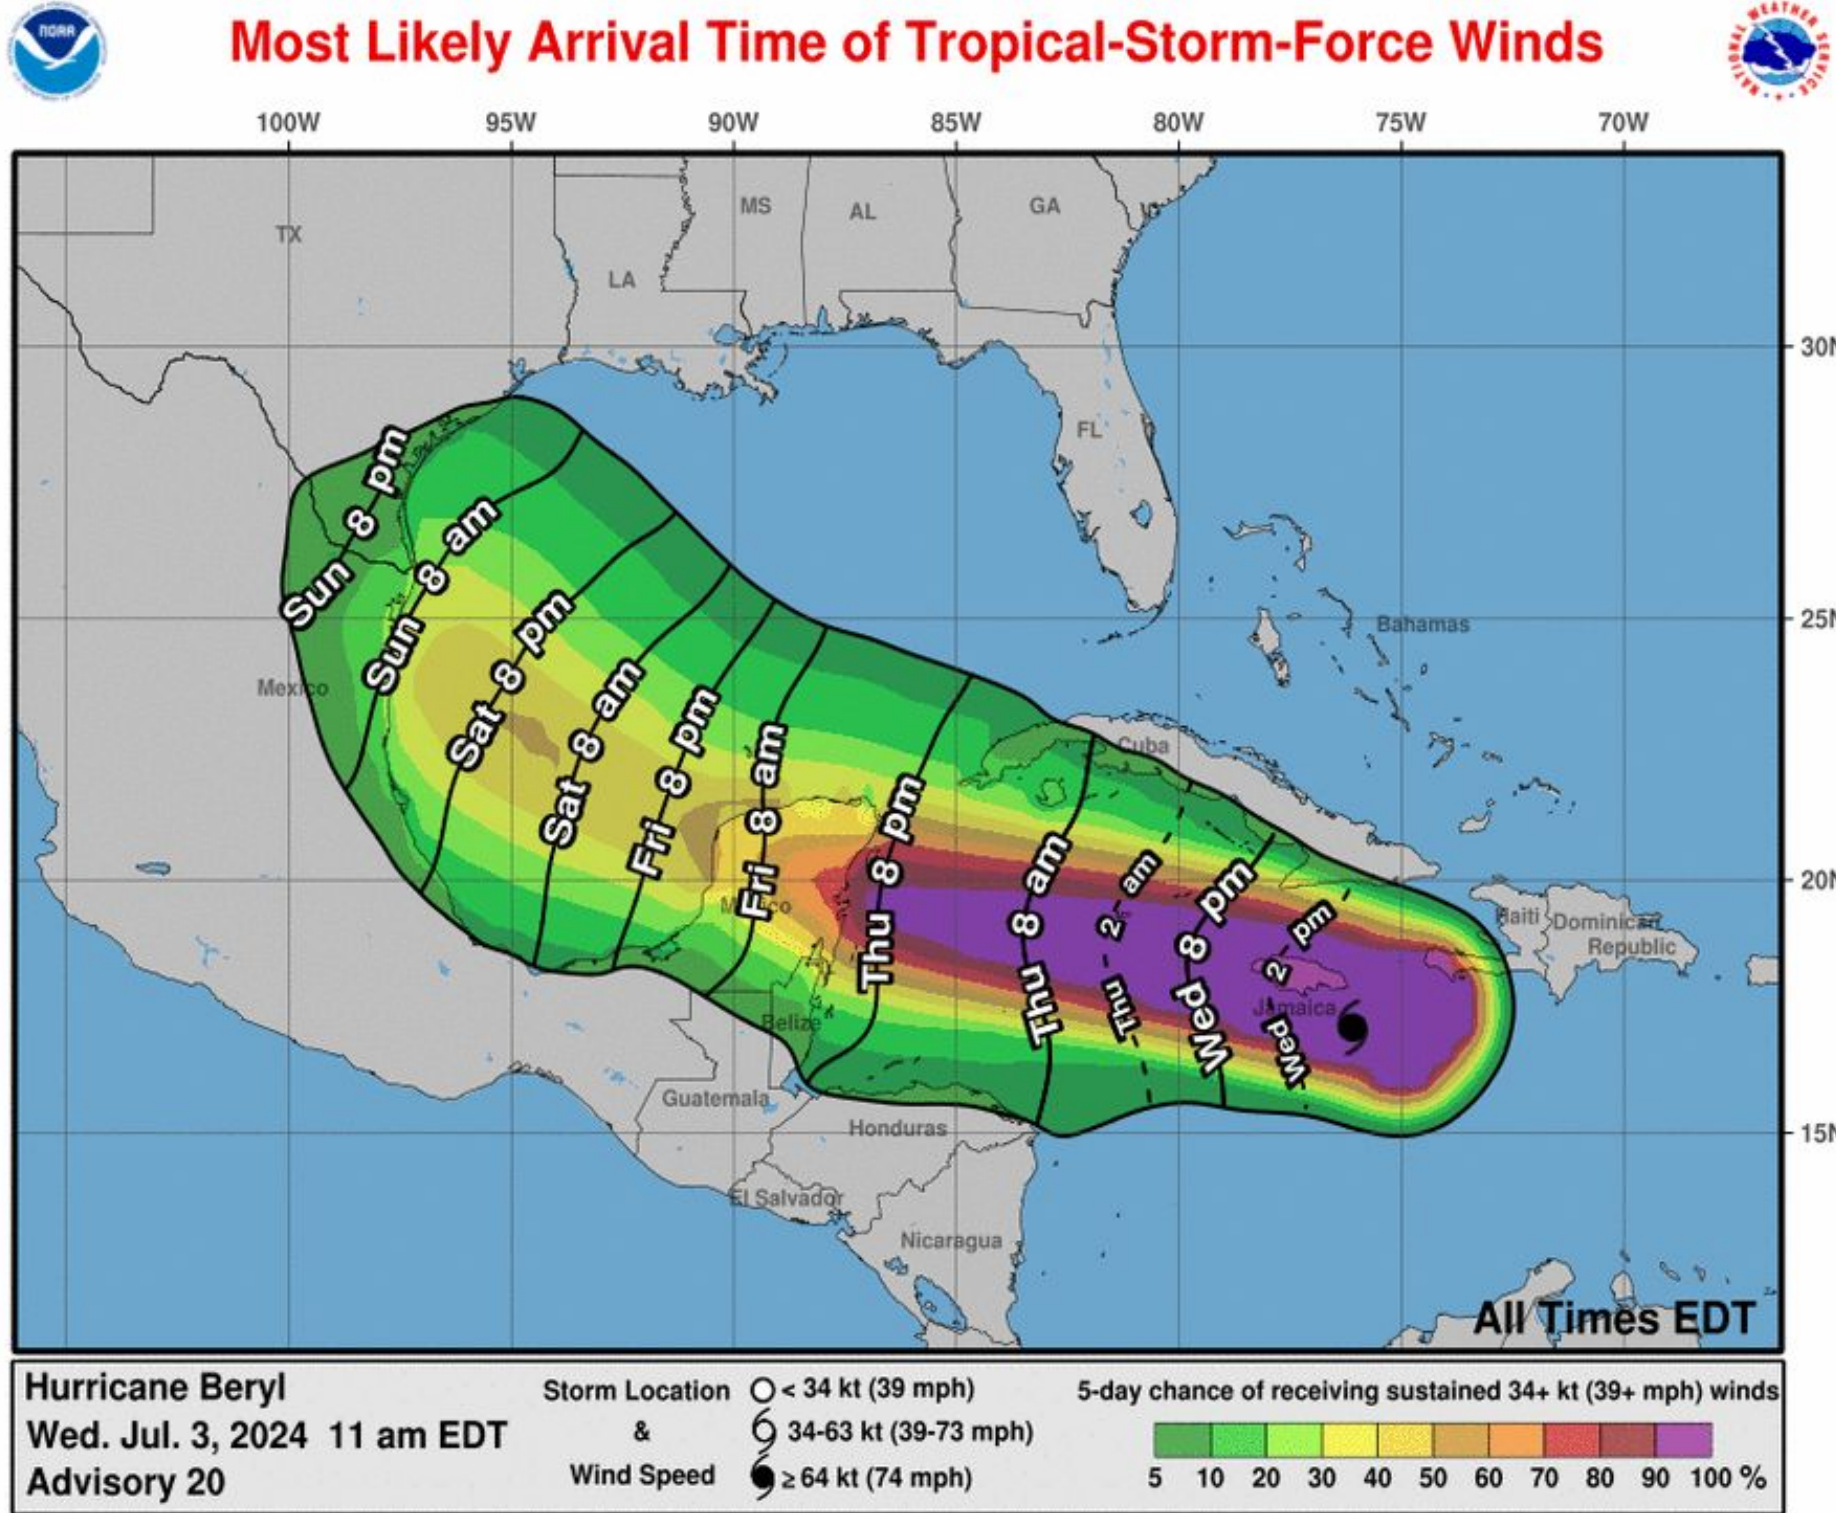 NOAA
Most Likely Arrival Time of Tropical-Storm-Force Winds
NATIONAL WEATHER SERVICE
100W 95W 90W 85W 80W 75W 70W
TX
LA
MS
AL
GA
FL
30N
25N
20N
15N
Bahamas
Cuba
Haiti
Dominican
Republic
Jamaica
Mexico
Mexico
Belize
Guatemala
Honduras
El Salvador
Nicaragua
Sun 8 pm
Sun 8 am
Sat 8 pm
Sat 8 am
Fri 8 pm
Fri 8 am
Thu 8 pm
Thu 8 am
Thu 2 am
Wed 8 pm
Wed 2 pm
All Times EDT
Hurricane Beryl
Wed. Jul. 3, 2024 11 am EDT
Advisory 20
Storm Location
&
Wind Speed
< 34 kt (39 mph)
34-63 kt (39-73 mph)
≥ 64 kt (74 mph)
5-day chance of receiving sustained 34+ kt (39+ mph) winds
5 10 20 30 40 50 60 70 80 90 100 %